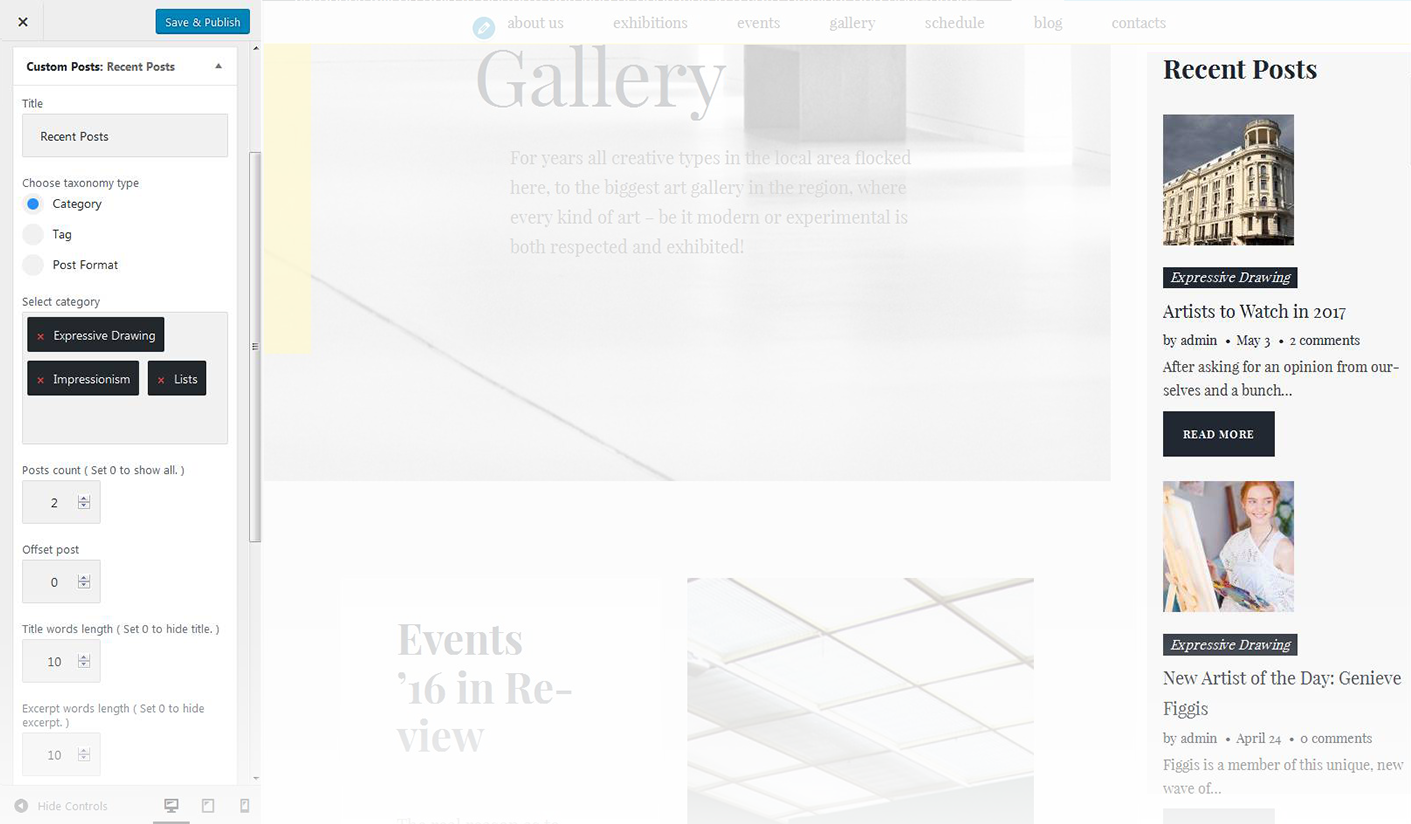 Save & Publish
Custom Posts: Recent Posts
Title
Recent Posts
Choose taxonomy type
Category
Tag
Post Format
Select category
× Expressive Drawing
× Impressionism × Lists
Posts count ( Set 0 to show all. )
2
Offset post
0
Title words length ( Set 0 to hide title. )
10
Excerpt words length ( Set 0 to hide
excerpt. )
10
Hide Controls
about us exhibitions events gallery schedule blog contacts
Gallery
For years all creative types in the local area flocked
here, to the biggest art gallery in the region, where
every kind of art – be it modern or experimental is
both respected and exhibited!
Events
’16 in Re-
view
Recent Posts
Expressive Drawing
Artists to Watch in 2017
by admin • May 3 • 2 comments
After asking for an opinion from our-
selves and a bunch...
READ MORE
Expressive Drawing
New Artist of the Day: Genieve
Figgis
by admin • April 24 • 0 comments
Figgis is a member of this unique, new
wave of...